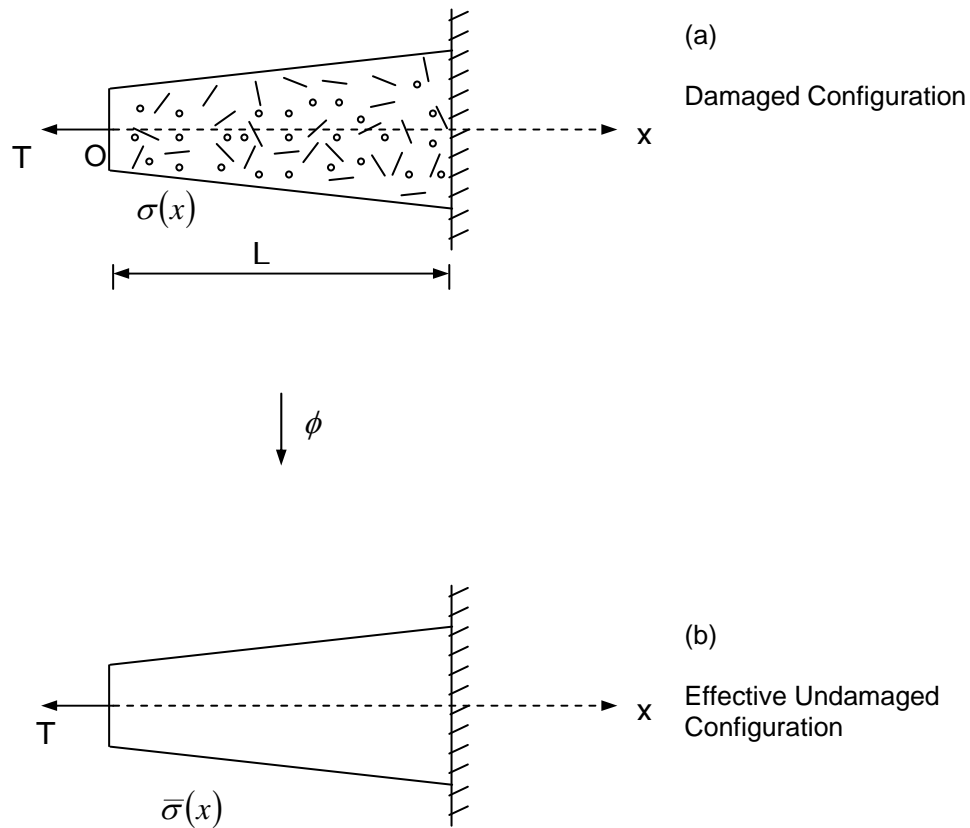 (a)
Damaged Configuration
T
O
x
σ(x)
L
ϕ
(b)
Effective Undamaged
Configuration
T
x
σ̅(x)